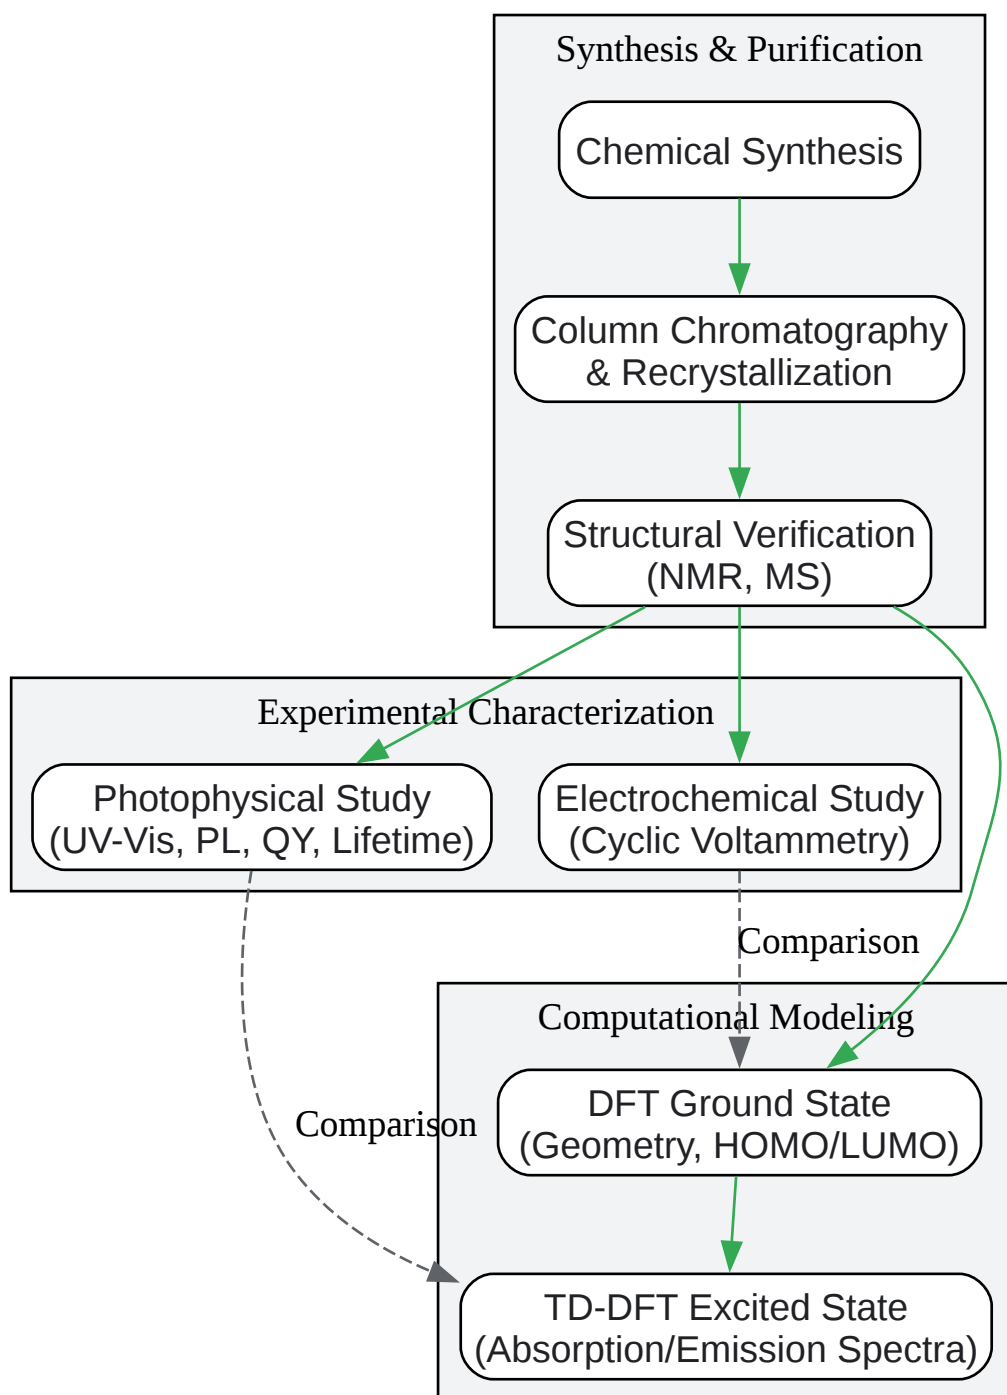 Synthesis & Purification
Chemical Synthesis
Column Chromatography
& Recrystallization
Structural Verification
(NMR, MS)
Experimental Characterization
Photophysical Study
(UV-Vis, PL, QY, Lifetime)
Electrochemical Study
(Cyclic Voltammetry)
Comparison
Computational Modeling
DFT Ground State
(Geometry, HOMO/LUMO)
Comparison
TD-DFT Excited State
(Absorption/Emission Spectra)